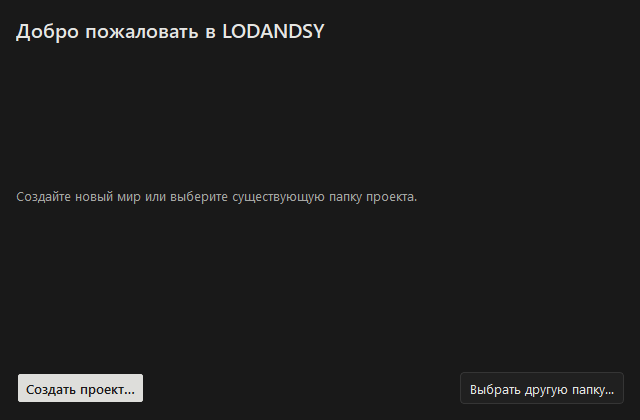 Добро пожаловать в LODANDSY
Создайте новый мир или выберите существующую папку проекта.
Создать проект...
Выбрать другую папку...